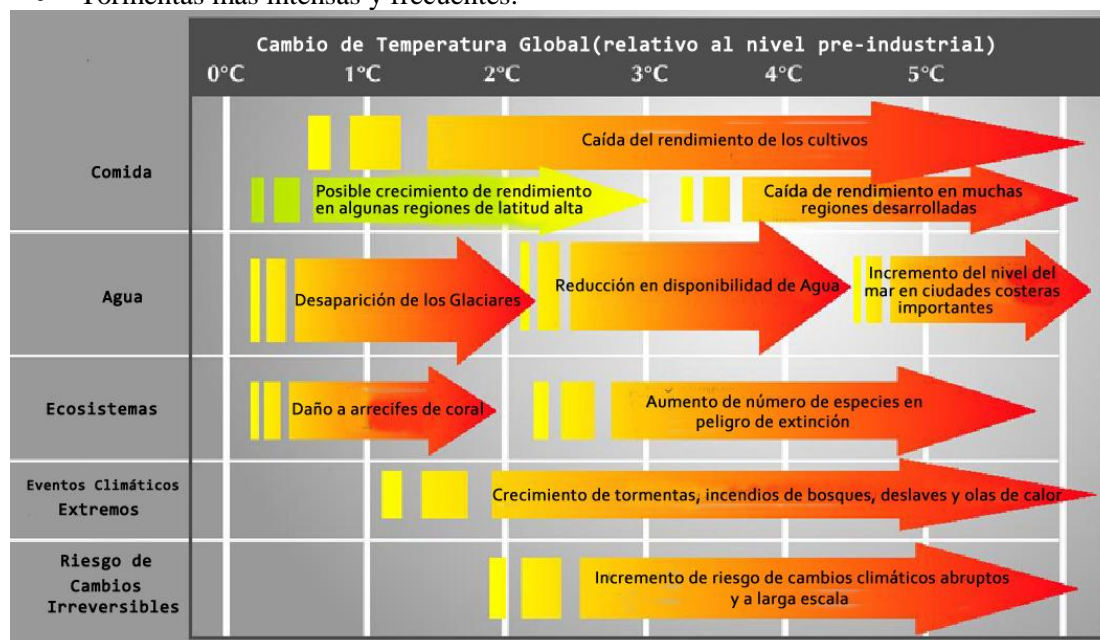 • Tormentas más intensas y frecuentes.
Cambio de Temperatura Global(relativo al nivel pre-industrial)
0°C 1°C 2°C 3°C 4°C 5°C
Comida
Caída del rendimiento de los cultivos
Posible crecimiento de rendimiento
en algunas regiones de latitud alta
Caída de rendimiento en muchas
regiones desarrolladas
Agua
Desaparición de los Glaciares
Reducción en disponibilidad de Agua
Incremento del nivel del
mar en ciudades costeras
importantes
Ecosistemas
Daño a arrecifes de coral
Aumento de número de especies en
peligro de extinción
Eventos Climáticos
Extremos
Crecimiento de tormentas, incendios de bosques, deslaves y olas de calor
Riesgo de
Cambios
Irreversibles
Incremento de riesgo de cambios climáticos abruptos
y a larga escala